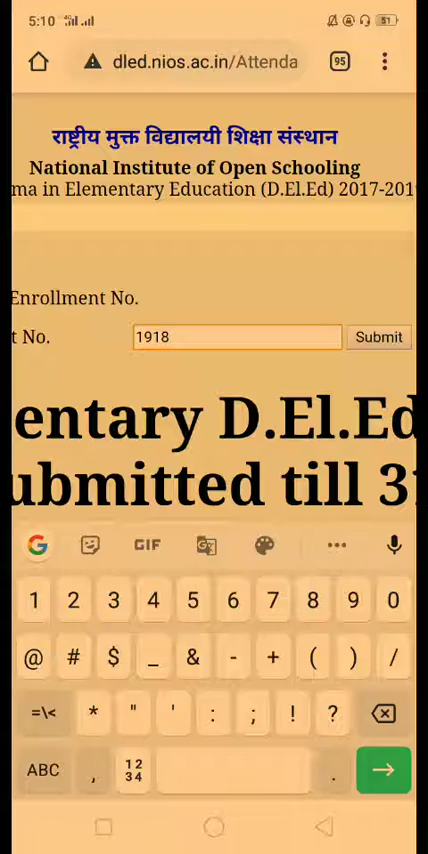 5:10 51
dled.nios.ac.in/Attenda 95
राष्ट्रीय मुक्त विद्यालयी शिक्षा संस्थान
National Institute of Open Schooling
ma in Elementary Education (D.El.Ed) 2017-201
Enrollment No.
t No. 1918 Submit
entary D.El.Ed
ubmitted till 31
G GIF
1 2 3 4 5 6 7 8 9 0
@ # $ _ & - + ( ) /
=\< * " ' : ; ! ?
ABC , 12 34 .